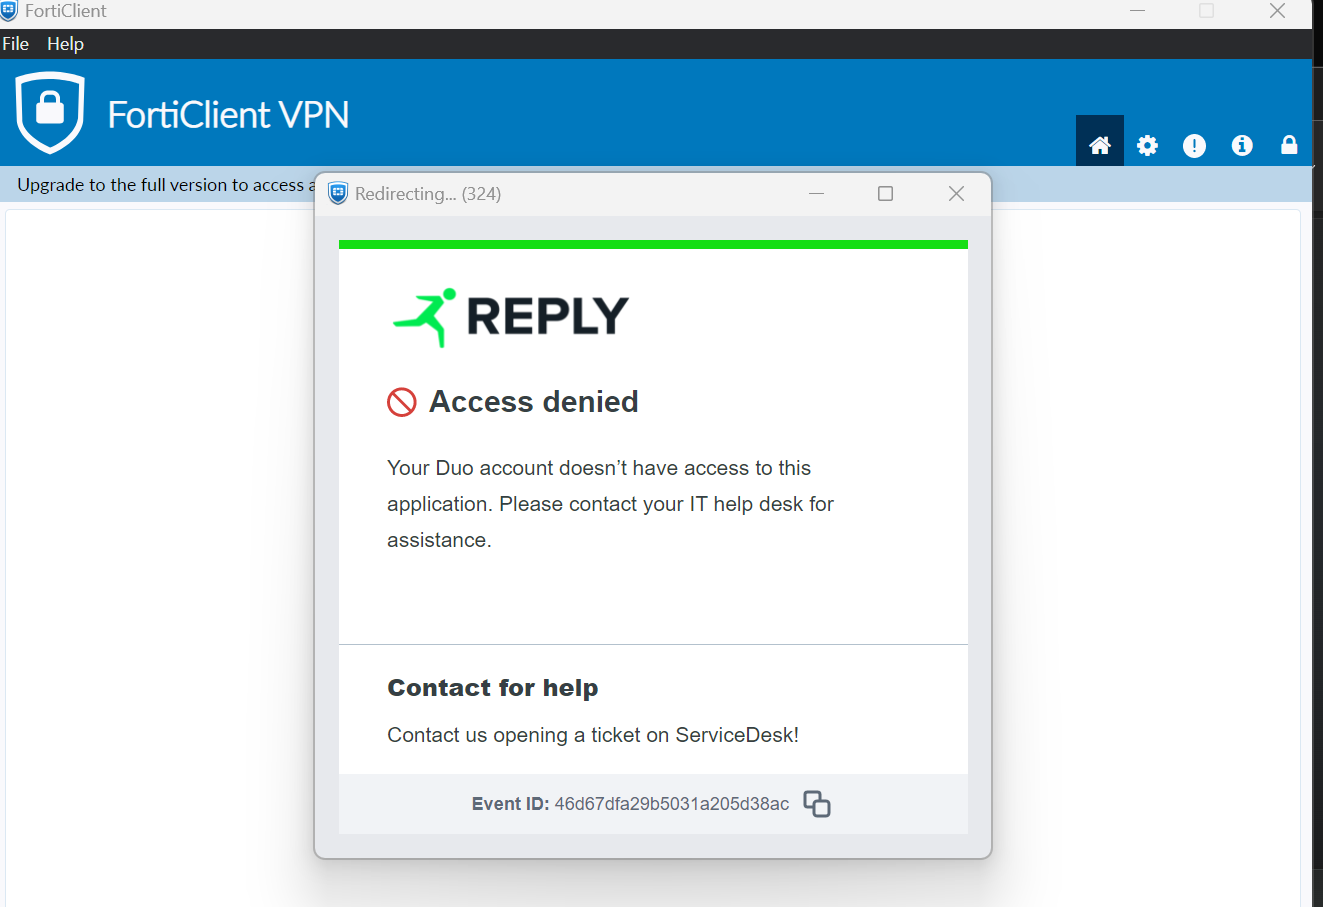 FortiClient
File Help
FortiClient VPN
Upgrade to the full version to access
Redirecting... (324)
REPLY
Access denied
Your Duo account doesn’t have access to this
application. Please contact your IT help desk for
assistance.
Contact for help
Contact us opening a ticket on ServiceDesk!
Event ID: 46d67dfa29b5031a205d38ac